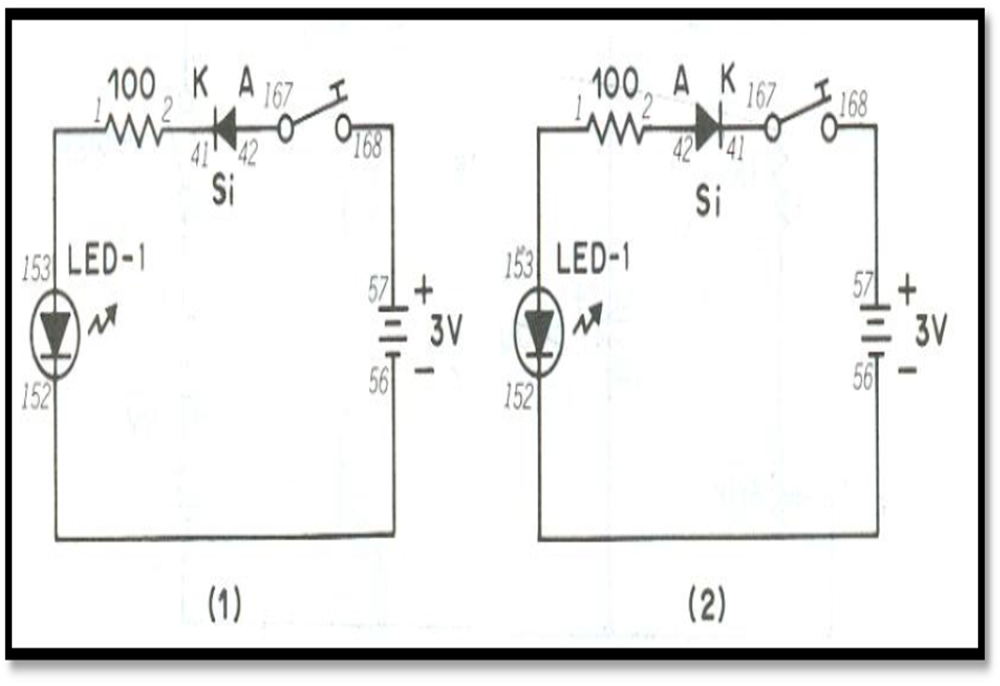 100 K A 167
1 2
41 42 168
Si
153 LED-1
57 +
3V
56 -
152
(1)
100 A K 167 168
1 2
42 41
Si
153 LED-1
57 +
3V
56 -
152
(2)